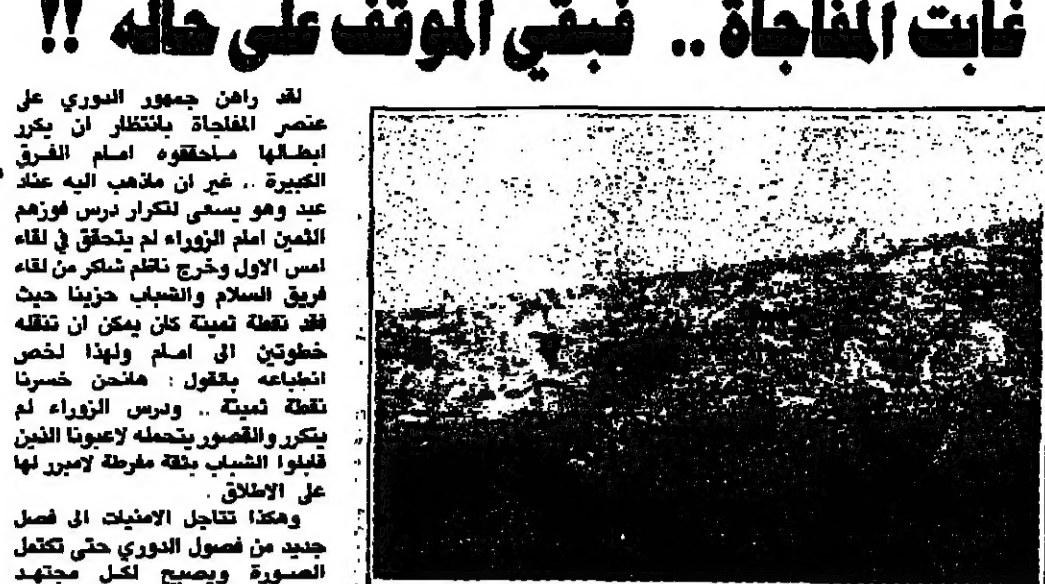 غابت المفاجاة .. فبقي الموقف على حاله !!
لقد راهن جمهور الدوري على
عنصر المفاجاة بانتظار ان يكرر
ابطالها ماحققوه امام الفرق
الكبيرة .. غير ان ماذهب اليه عناد
عبد وهو يسعى لتكرار درس فوزهم
الثمين امام الزوراء لم يتحقق في لقاء
امس الاول وخرج ناظم شاكر من لقاء
فريق السلام والشباب حزينا حيث
فقد نقطة ثمينة كان يمكن ان تنقله
خطوتين الى امام ولهذا لخص
انطباعه بالقول : هانحن خسرنا
نقطة ثمينة .. ودرس الزوراء لم
يتكرر والقصور يتحمله لاعبونا الذين
قابلوا الشباب بثقة مفرطة لامبرر لها
على الاطلاق .
وهكذا تتاجل الامنيات الى فصل
جديد من فصول الدوري حتى تكتمل
الصورة ويصبح لكل مجتهد